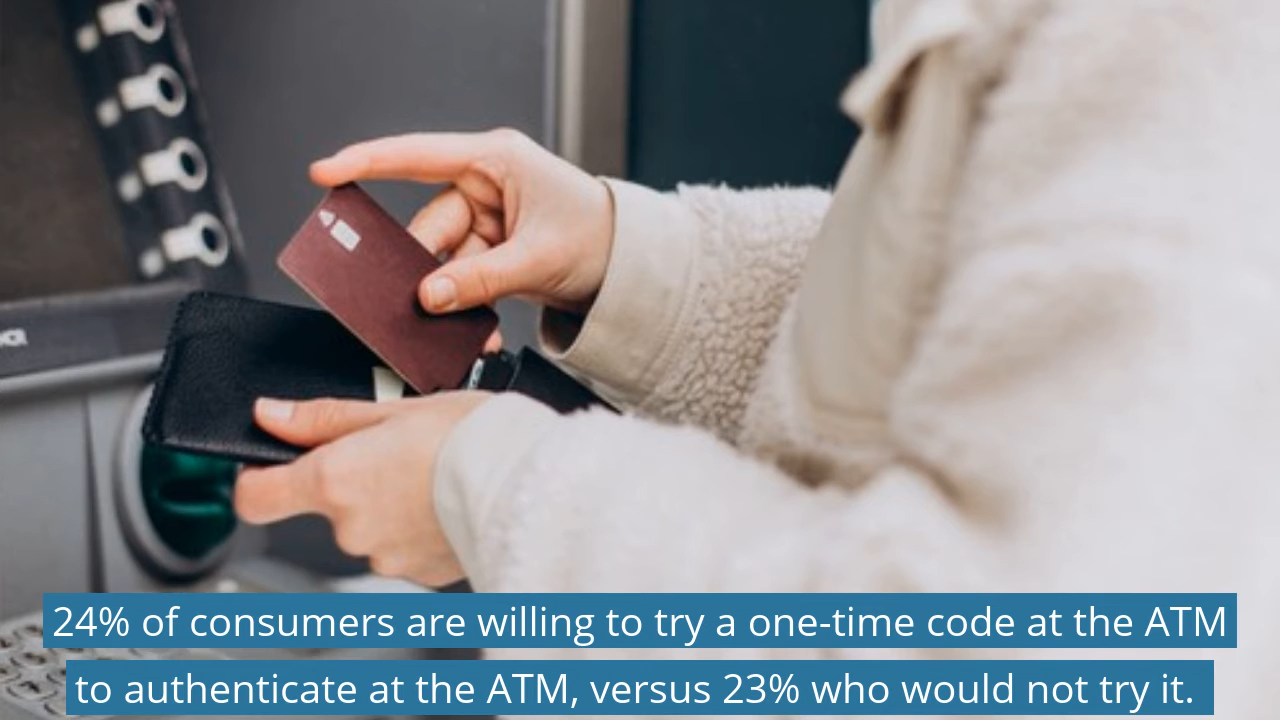 24% of consumers are willing to try a one-time code at the ATM
to authenticate at the ATM, versus 23% who would not try it.